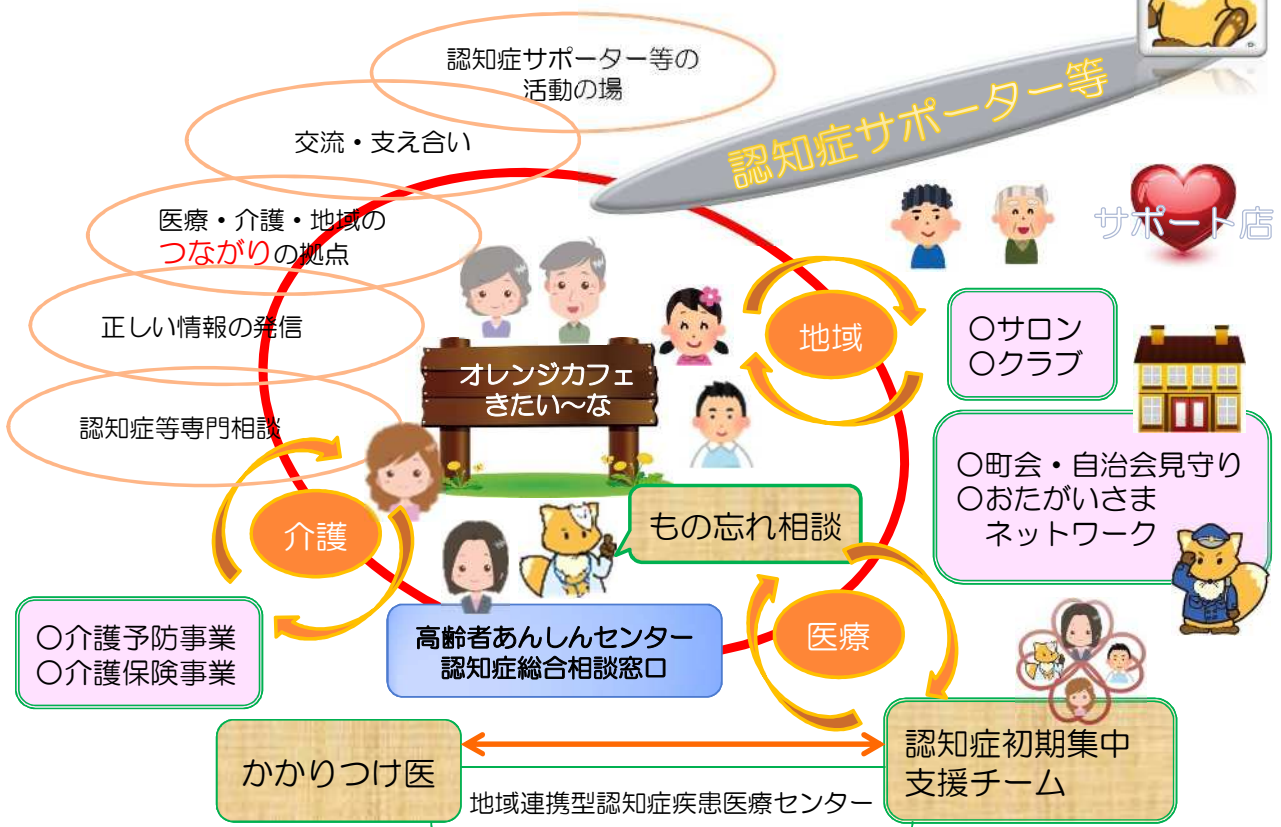 認知症サポーター等の
活動の場
交流・支え合い
医療・介護・地域の
つながりの拠点
正しい情報の発信
認知症等専門相談
認知症サポーター等
サポート店
オレンジカフェ
きたい～な
地域
〇サロン
〇クラブ
〇町会・自治会見守り
〇おたがいさま
ネットワーク
介護
もの忘れ相談
〇介護予防事業
〇介護保険事業
高齢者あんしんセンター
認知症総合相談窓口
医療
かかりつけ医
認知症初期集中
支援チーム
地域連携型認知症疾患医療センター